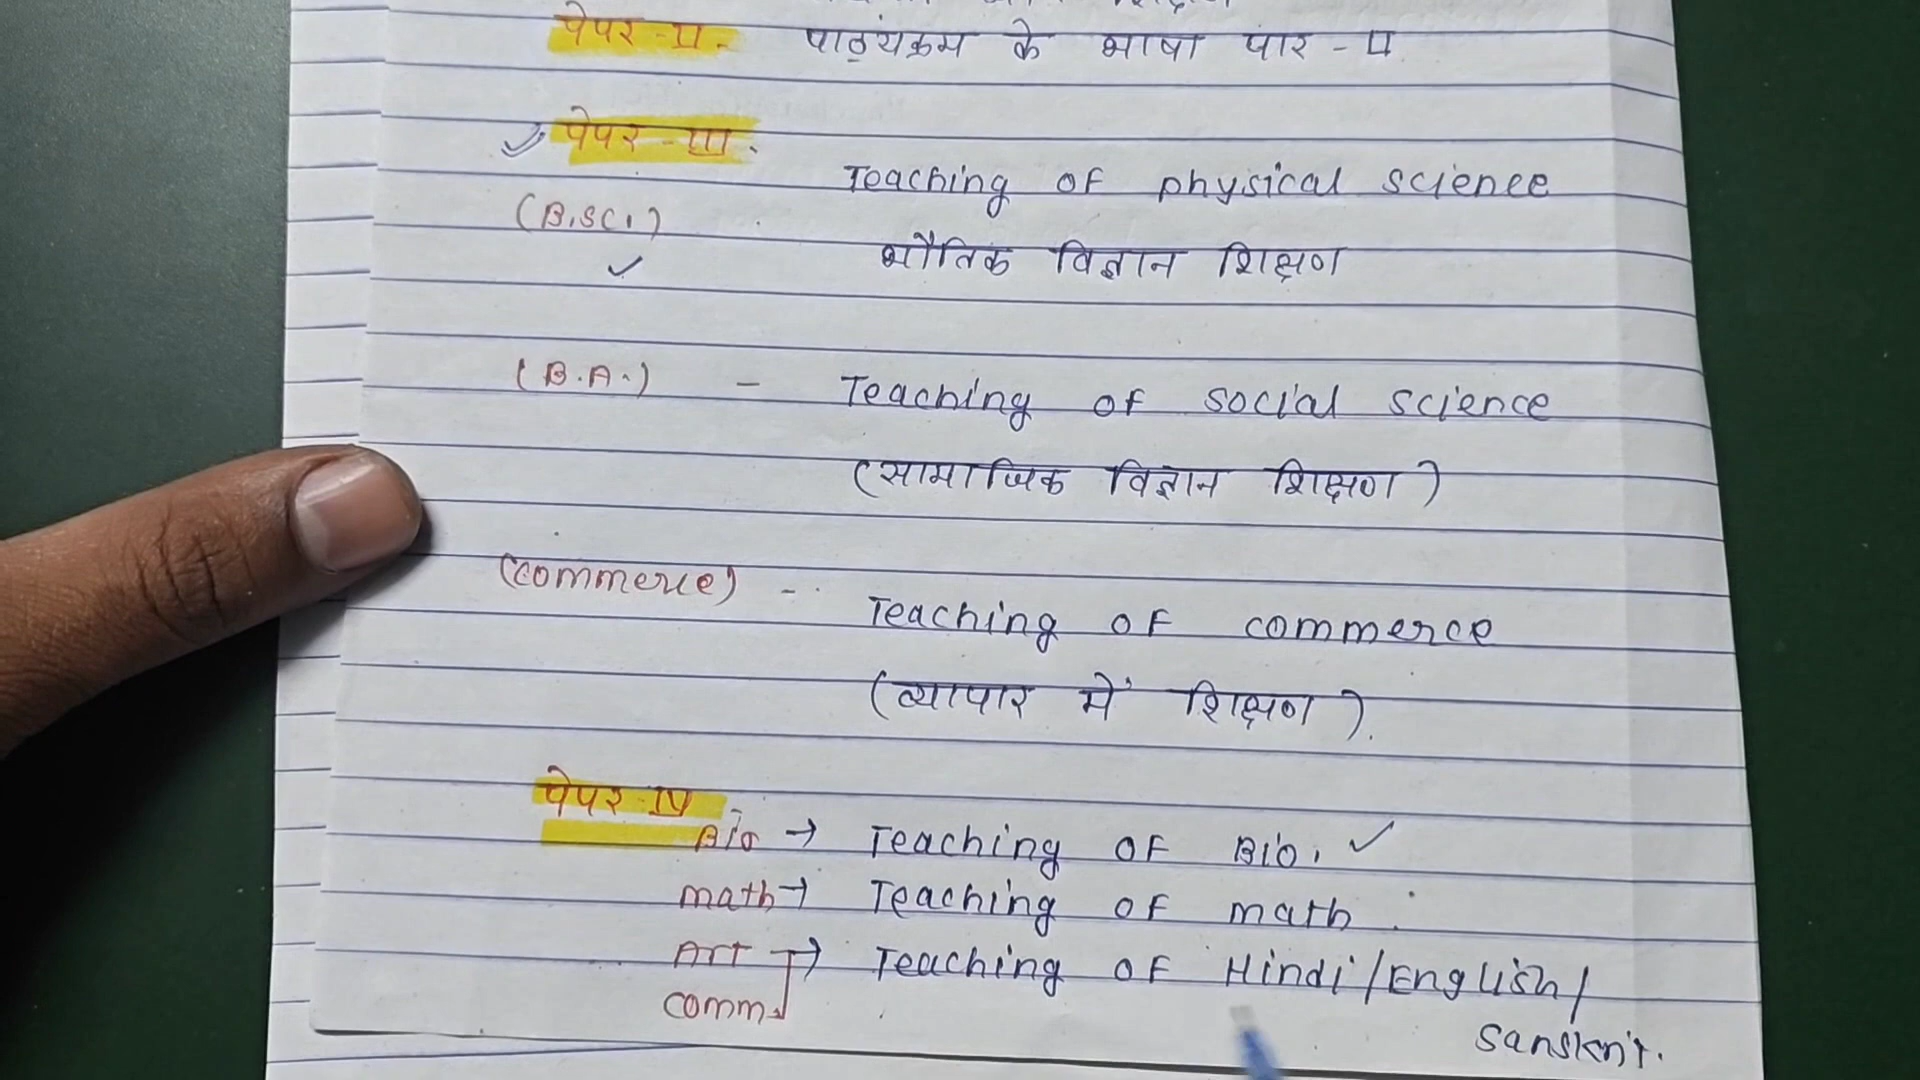 पेपर-II. पाठ्यक्रम के भाषा पार - II
पेपर-III.
Teaching of physical science
(B.SC.)
भौतिक विज्ञान शिक्षण
(B.A.) - Teaching of social science
(सामाजिक विज्ञान शिक्षण)
(commerce) - Teaching of commerce
(व्यापार में शिक्षण).
पेपर-IV
Bio → Teaching of Bio.
math → Teaching of math
Art → Teaching of Hindi/English/
comm
Sanskrit.